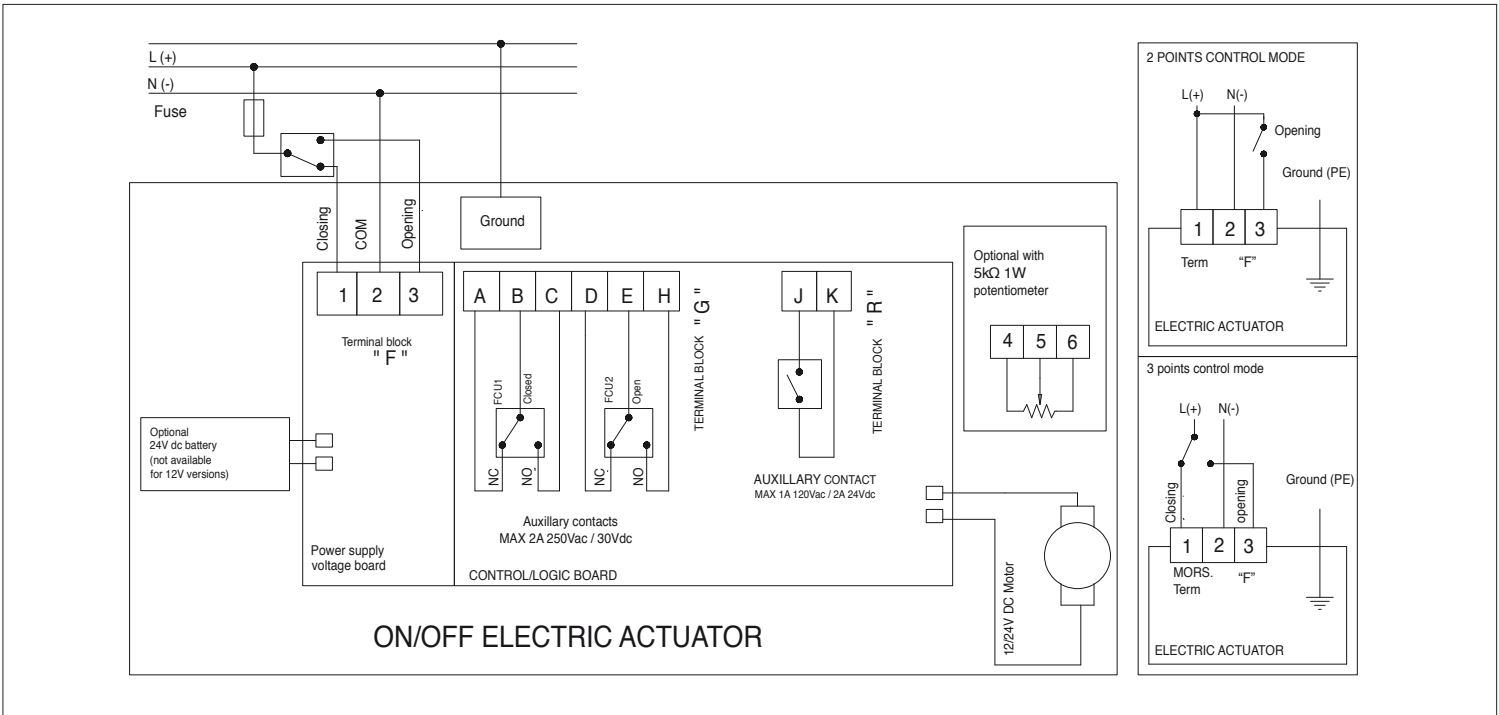 L (+)
N (-)
Fuse
Closing
COM
Opening
Ground
1 2 3
Terminal block
" F "
Optional
24V dc battery
(not available
for 12V versions)
Power supply
voltage board
A B C D E H
TERMINAL BLOCK " G "
FCU1
Closed
NC
NO
FCU2
Open
NC
NO
Auxillary contacts
MAX 2A 250Vac / 30Vdc
CONTROL/LOGIC BOARD
J K
TERMINAL BLOCK " R "
AUXILLARY CONTACT
MAX 1A 120Vac / 2A 24Vdc
Optional with
5kΩ 1W
potentiometer
4 5 6
12/24V DC Motor
ON/OFF ELECTRIC ACTUATOR
2 POINTS CONTROL MODE
L(+) N(-)
Opening
Ground (PE)
1 2 3
Term "F"
ELECTRIC ACTUATOR
3 points control mode
L(+) N(-)
Closing
opening
Ground (PE)
1 2 3
MORS.
Term "F"
ELECTRIC ACTUATOR